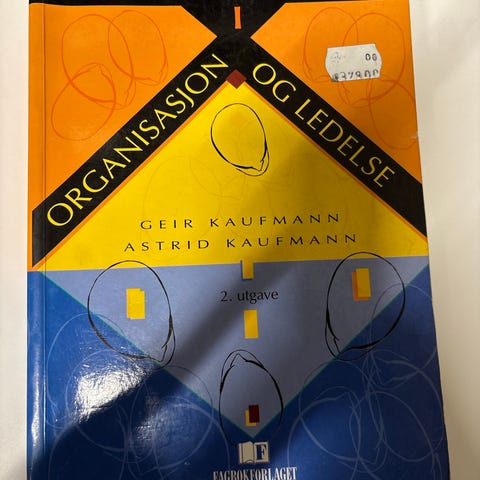 I
ORGANISASJON
OG LEDELSE
GEIR KAUFMANN
ASTRID KAUFMANN
2. utgave
F
FAGBOKFORLAGET